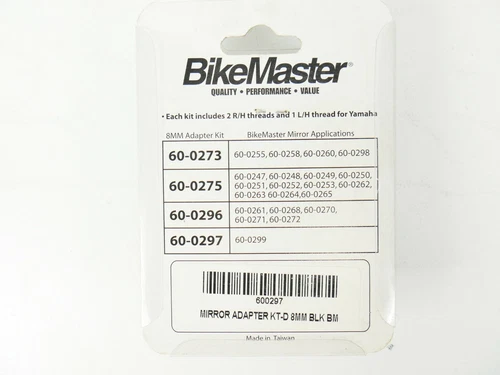 BikeMaster®
QUALITY • PERFORMANCE • VALUE
• Each kit includes 2 R/H threads and 1 L/H thread for Yamaha
8MM Adapter Kit BikeMaster Mirror Applications
60-0273 60-0255, 60-0258, 60-0260, 60-0298
60-0275 60-0247, 60-0248, 60-0249, 60-0250,
60-0251, 60-0252, 60-0253, 60-0262,
60-0263 60-0264,60-0265
60-0296 60-0261, 60-0268, 60-0270,
60-0271, 60-0272
60-0297 60-0299
600297
MIRROR ADAPTER KT-D 8MM BLK BM
Made in Taiwan